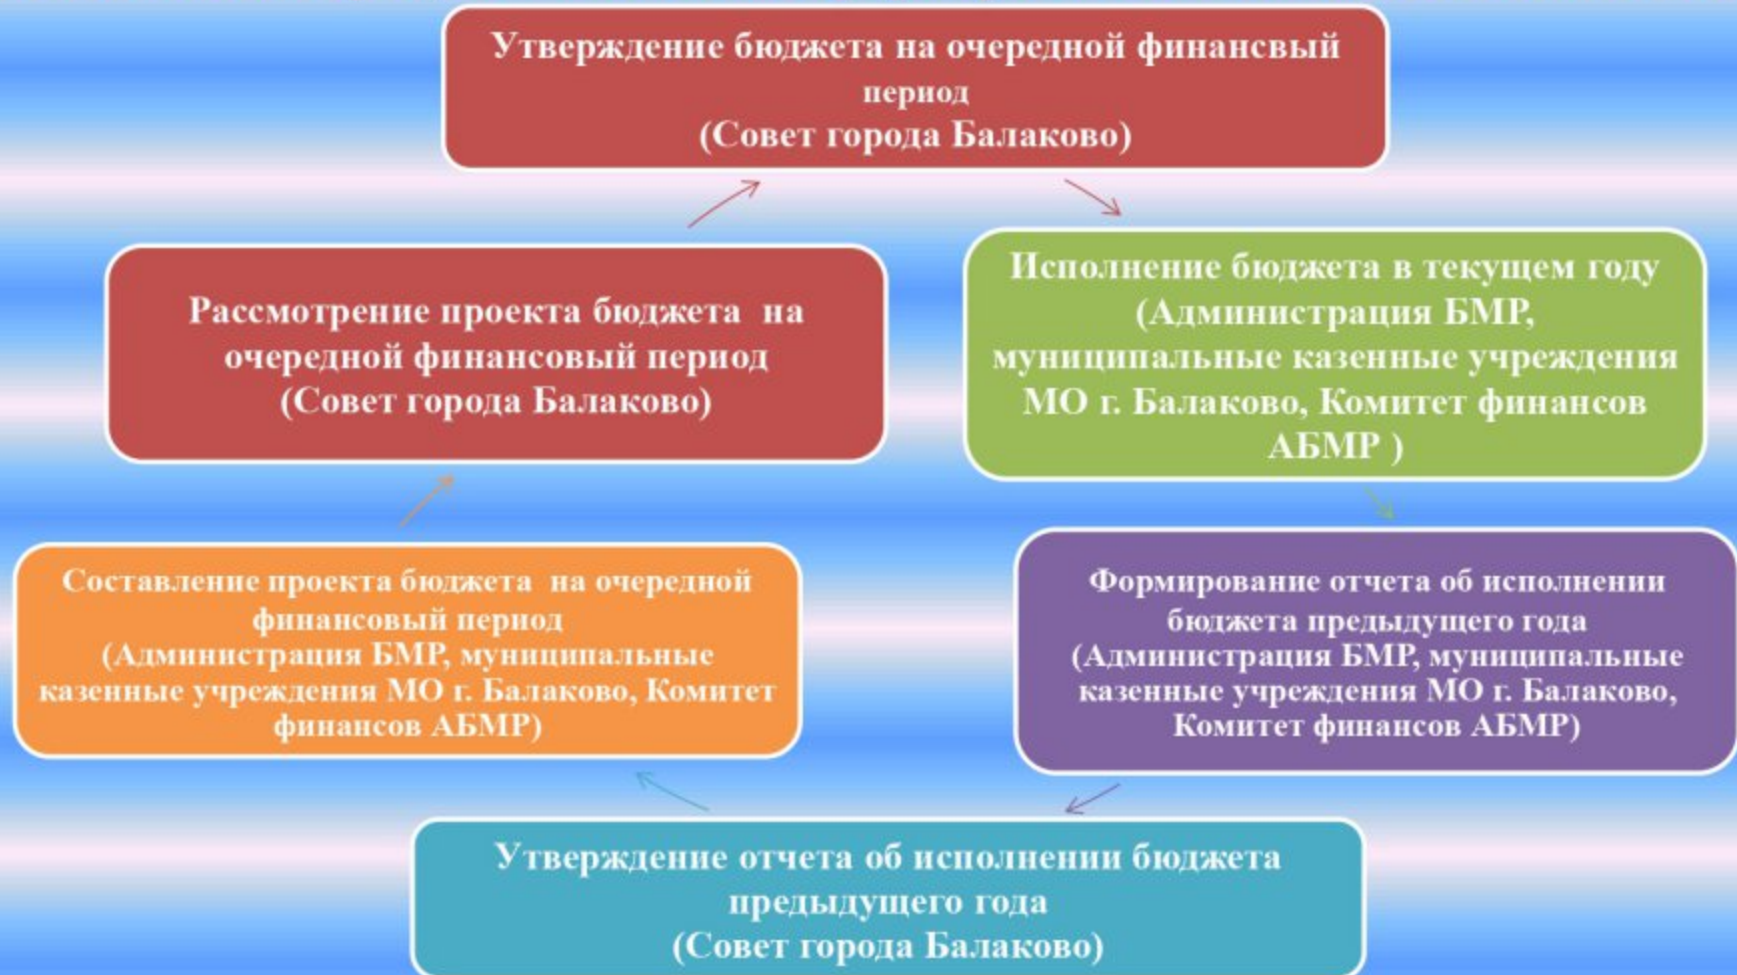 Утверждение бюджета на очередной финансвый
период
(Совет города Балаково)
Рассмотрение проекта бюджета на
очередной финансовый период
(Совет города Балаково)
Исполнение бюджета в текущем году
(Администрация БМР,
муниципальные казенные учреждения
МО г. Балаково, Комитет финансов
АБМР )
Составление проекта бюджета на очередной
финансовый период
(Администрация БМР, муниципальные
казенные учреждения МО г. Балаково, Комитет
финансов АБМР)
Формирование отчета об исполнении
бюджета предыдущего года
(Администрация БМР, муниципальные
казенные учреждения МО г. Балаково,
Комитет финансов АБМР)
Утверждение отчета об исполнении бюджета
предыдущего года
(Совет города Балаково)